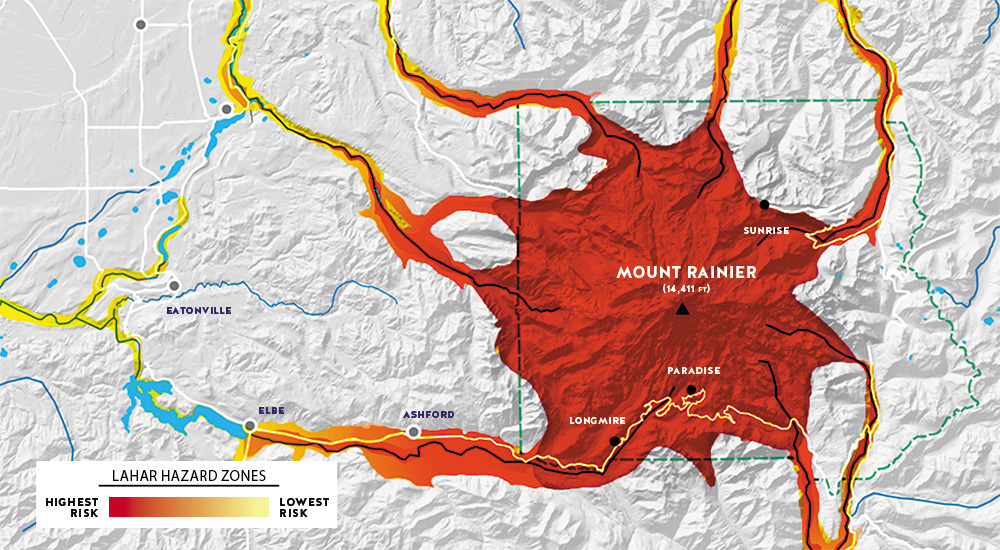 SUNRISE
MOUNT RAINIER
(14,411 FT)
EATONVILLE
PARADISE
ELBE
ASHFORD
LONGMIRE
LAHAR HAZARD ZONES
HIGHEST
RISK
LOWEST
RISK